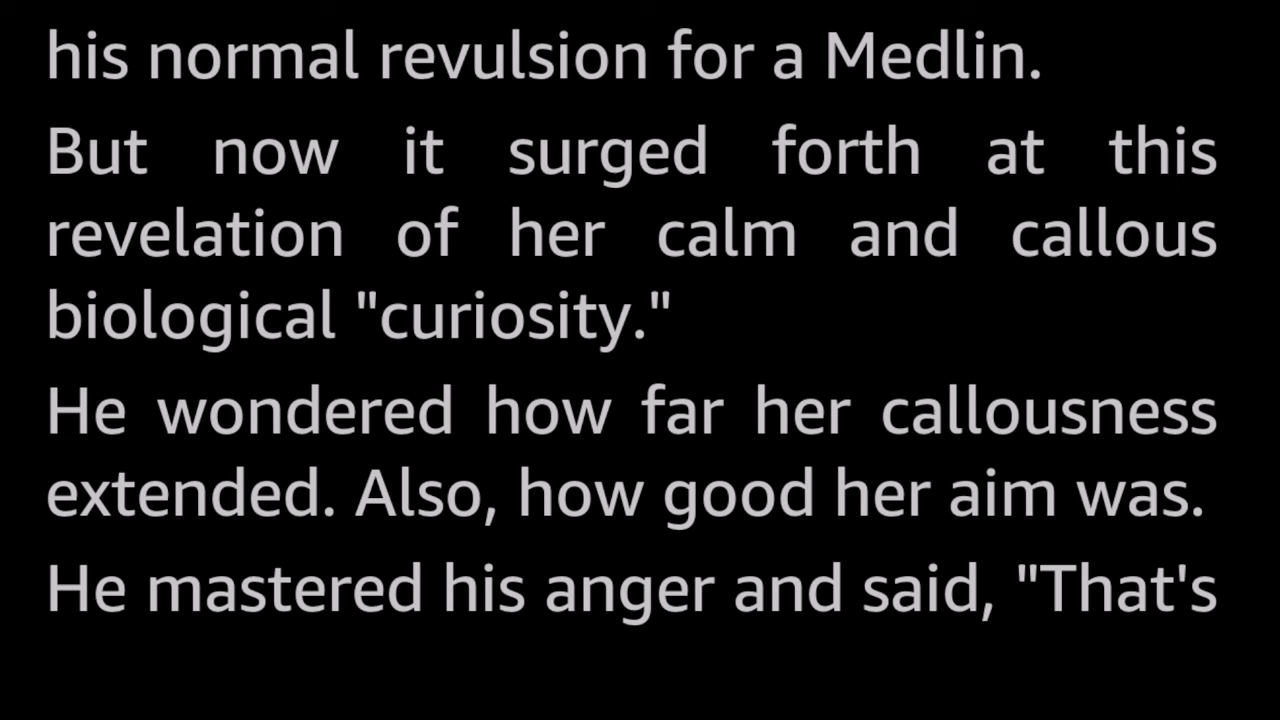 his normal revulsion for a Medlin.
But now it surged forth at this
revelation of her calm and callous
biological "curiosity."
He wondered how far her callousness
extended. Also, how good her aim was.
He mastered his anger and said, "That's